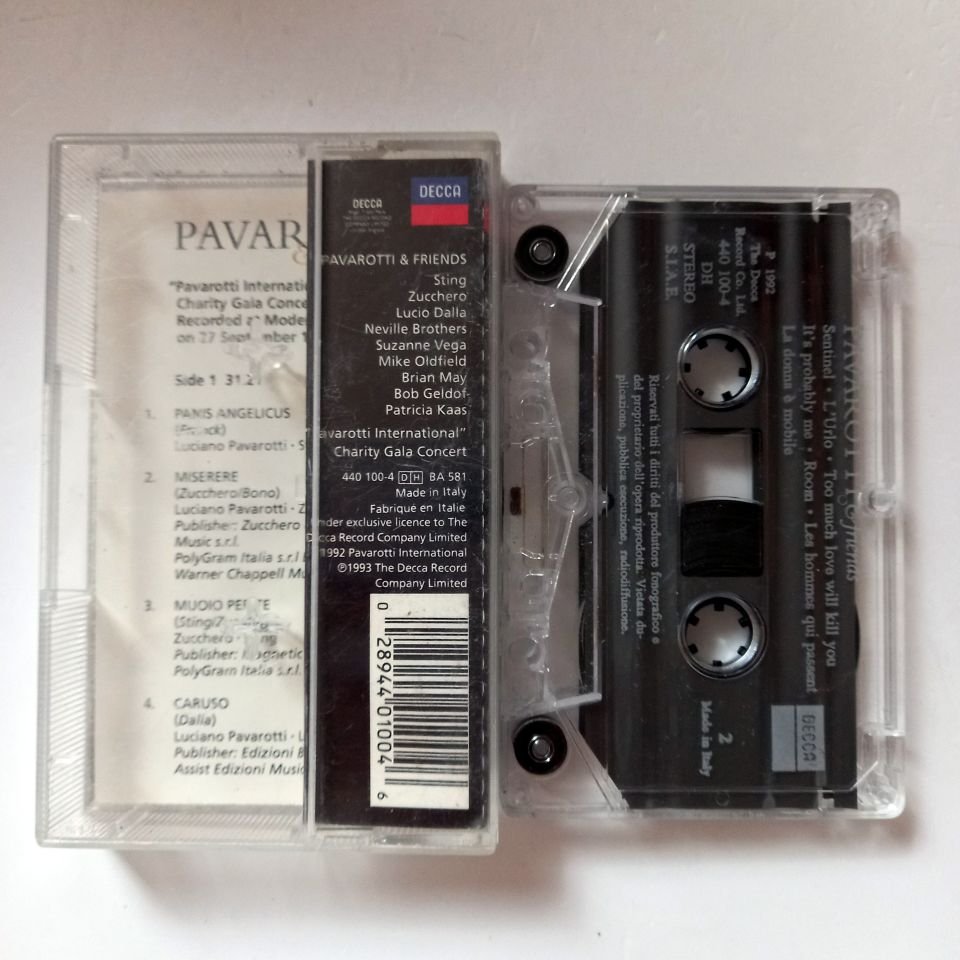 PAVAR
"Pavarotti Internatio
Charity Gala Conce
Recorded at Mode
on 27 September 1
Side 1 31.2
1. PANIS ANGELICUS
(Franck)
Luciano Pavarotti · S
2. MISERERE
(Zucchero/Bono)
Luciano Pavarotti · Z
Publisher: Zucchero
Music s.r.l.
PolyGram Italia s.r.l
Warner Chappell Mu
3.
(Sting/
Zucchero ·
Publisher: Magnetic
PolyGram Italia s.r.l.
4. CARUSO
(Dalla)
Luciano Pavarotti · L
Publisher: Edizioni
Assist Edizioni Music
DECCA
DECCA
PAVAROTTI & FRIENDS
Sting
Zucchero
Lucio Dalla
Neville Brothers
Suzanne Vega
Mike Oldfield
Brian May
Bob Geldof
Patricia Kaas
Pavarotti International"
Charity Gala Concert
440 100-4 DH BA 581
Made in Italy
Fabriqué en Italie
Under exclusive licence to The
Decca Record Company Limited
1992 Pavarotti International
℗1993 The Decca Record
Company Limited
0 28944 01004 6
PAVAROTTI & friends
Sentinel • L'Urlo • Too much love will kill you
It's probably me • Room • Les hommes qui passent
La donna è mobile
P 1992
The Decca
Record Co. Ltd.
440 100-4
DH
STEREO
S.I.A.E.
Riservati tutti i diritti del produttore fonografico e
del proprietario dell'opera riprodotta. Vietata du-
plicazione, pubblica esecuzione, radiodiffusione.
DECCA
2
Made in Italy